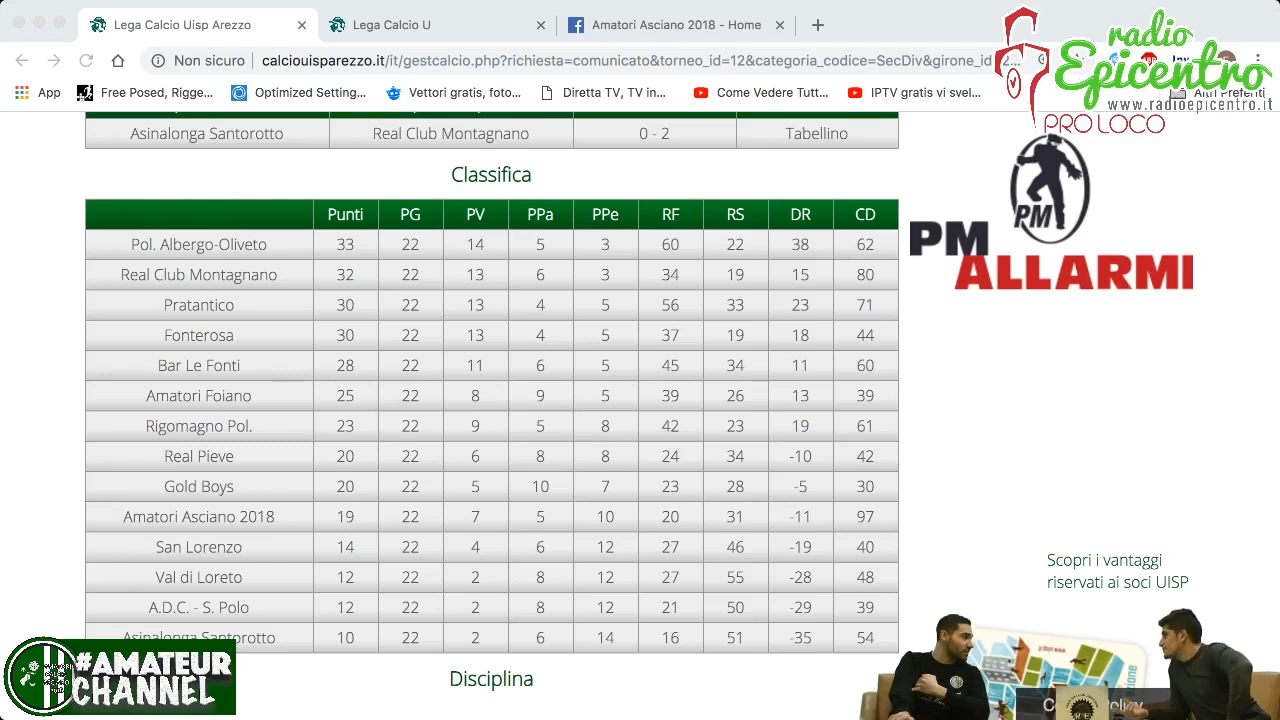 Lega Calcio Uisp Arezzo
Lega Calcio U
Amatori Asciano 2018 - Home
Non sicuro
calciouisparezzo.it/it/gestcalcio.php?richiesta=comunicato&torneo_id=12&categoria_codice=SecDiv&girone_id
App
Free Posed, Rigge...
Optimized Setting...
Vettori gratis, foto...
Diretta TV, TV in...
Come Vedere Tutt...
IPTV gratis vi svel...
Altri Preferiti
radio
Epicentro
www.radioepicentro.it
PRO LOCO
Asinalonga Santorotto Real Club Montagnano 0 - 2 Tabellino
Classifica
Punti PG PV PPa PPe RF RS DR CD
Pol. Albergo-Oliveto 33 22 14 5 3 60 22 38 62
Real Club Montagnano 32 22 13 6 3 34 19 15 80
Pratantico 30 22 13 4 5 56 33 23 71
Fonterosa 30 22 13 4 5 37 19 18 44
Bar Le Fonti 28 22 11 6 5 45 34 11 60
Amatori Foiano 25 22 8 9 5 39 26 13 39
Rigomagno Pol. 23 22 9 5 8 42 23 19 61
Real Pieve 20 22 6 8 8 24 34 -10 42
Gold Boys 20 22 5 10 7 23 28 -5 30
Amatori Asciano 2018 19 22 7 5 10 20 31 -11 97
San Lorenzo 14 22 4 6 12 27 46 -19 40
Val di Loreto 12 22 2 8 12 27 55 -28 48
A.D.C. - S. Polo 12 22 2 8 12 21 50 -29 39
Asinalonga Santorotto 10 22 2 6 14 16 51 -35 54
Disciplina
PM
PM
ALLARMI
Scopri i vantaggi
riservati ai soci UISP
#AMATEUR
CHANNEL